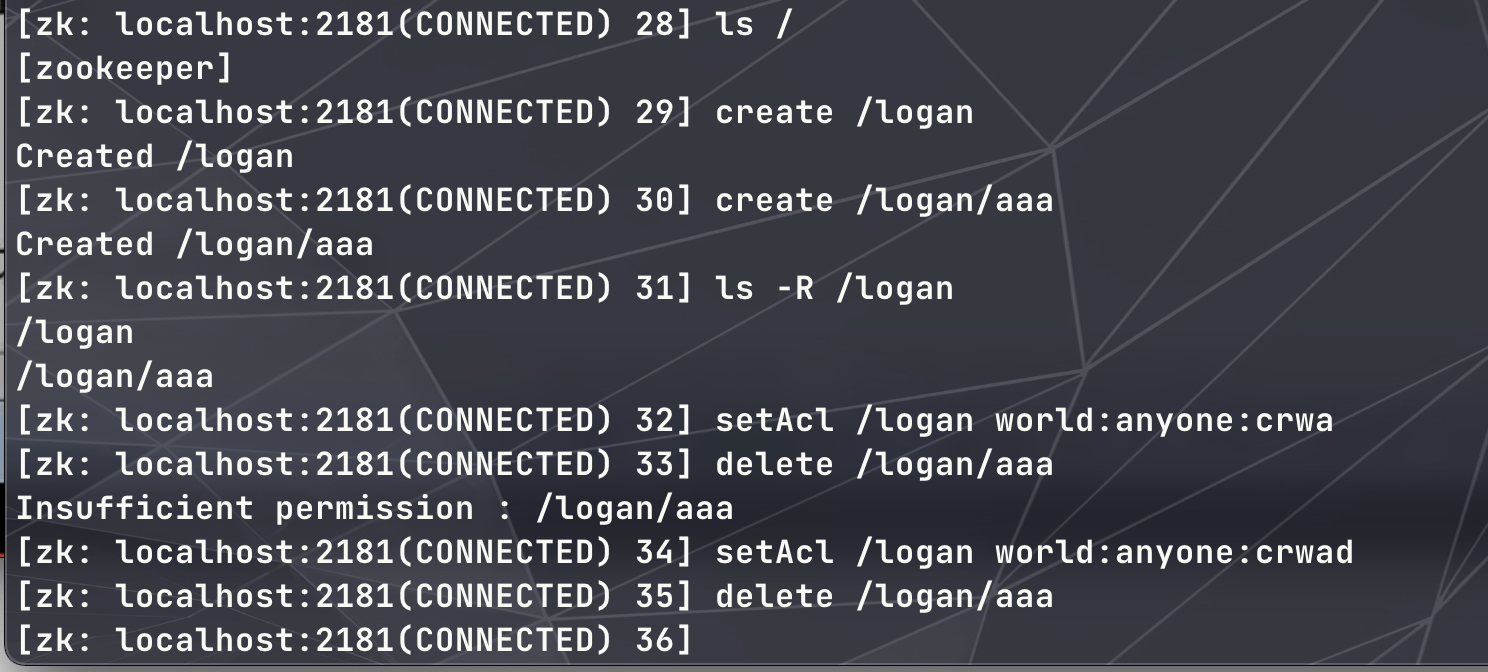 [zk: localhost:2181(CONNECTED) 28] ls /
[zookeeper]
[zk: localhost:2181(CONNECTED) 29] create /logan
Created /logan
[zk: localhost:2181(CONNECTED) 30] create /logan/aaa
Created /logan/aaa
[zk: localhost:2181(CONNECTED) 31] ls -R /logan
/logan
/logan/aaa
[zk: localhost:2181(CONNECTED) 32] setAcl /logan world:anyone:crwa
[zk: localhost:2181(CONNECTED) 33] delete /logan/aaa
Insufficient permission : /logan/aaa
[zk: localhost:2181(CONNECTED) 34] setAcl /logan world:anyone:crwad
[zk: localhost:2181(CONNECTED) 35] delete /logan/aaa
[zk: localhost:2181(CONNECTED) 36]